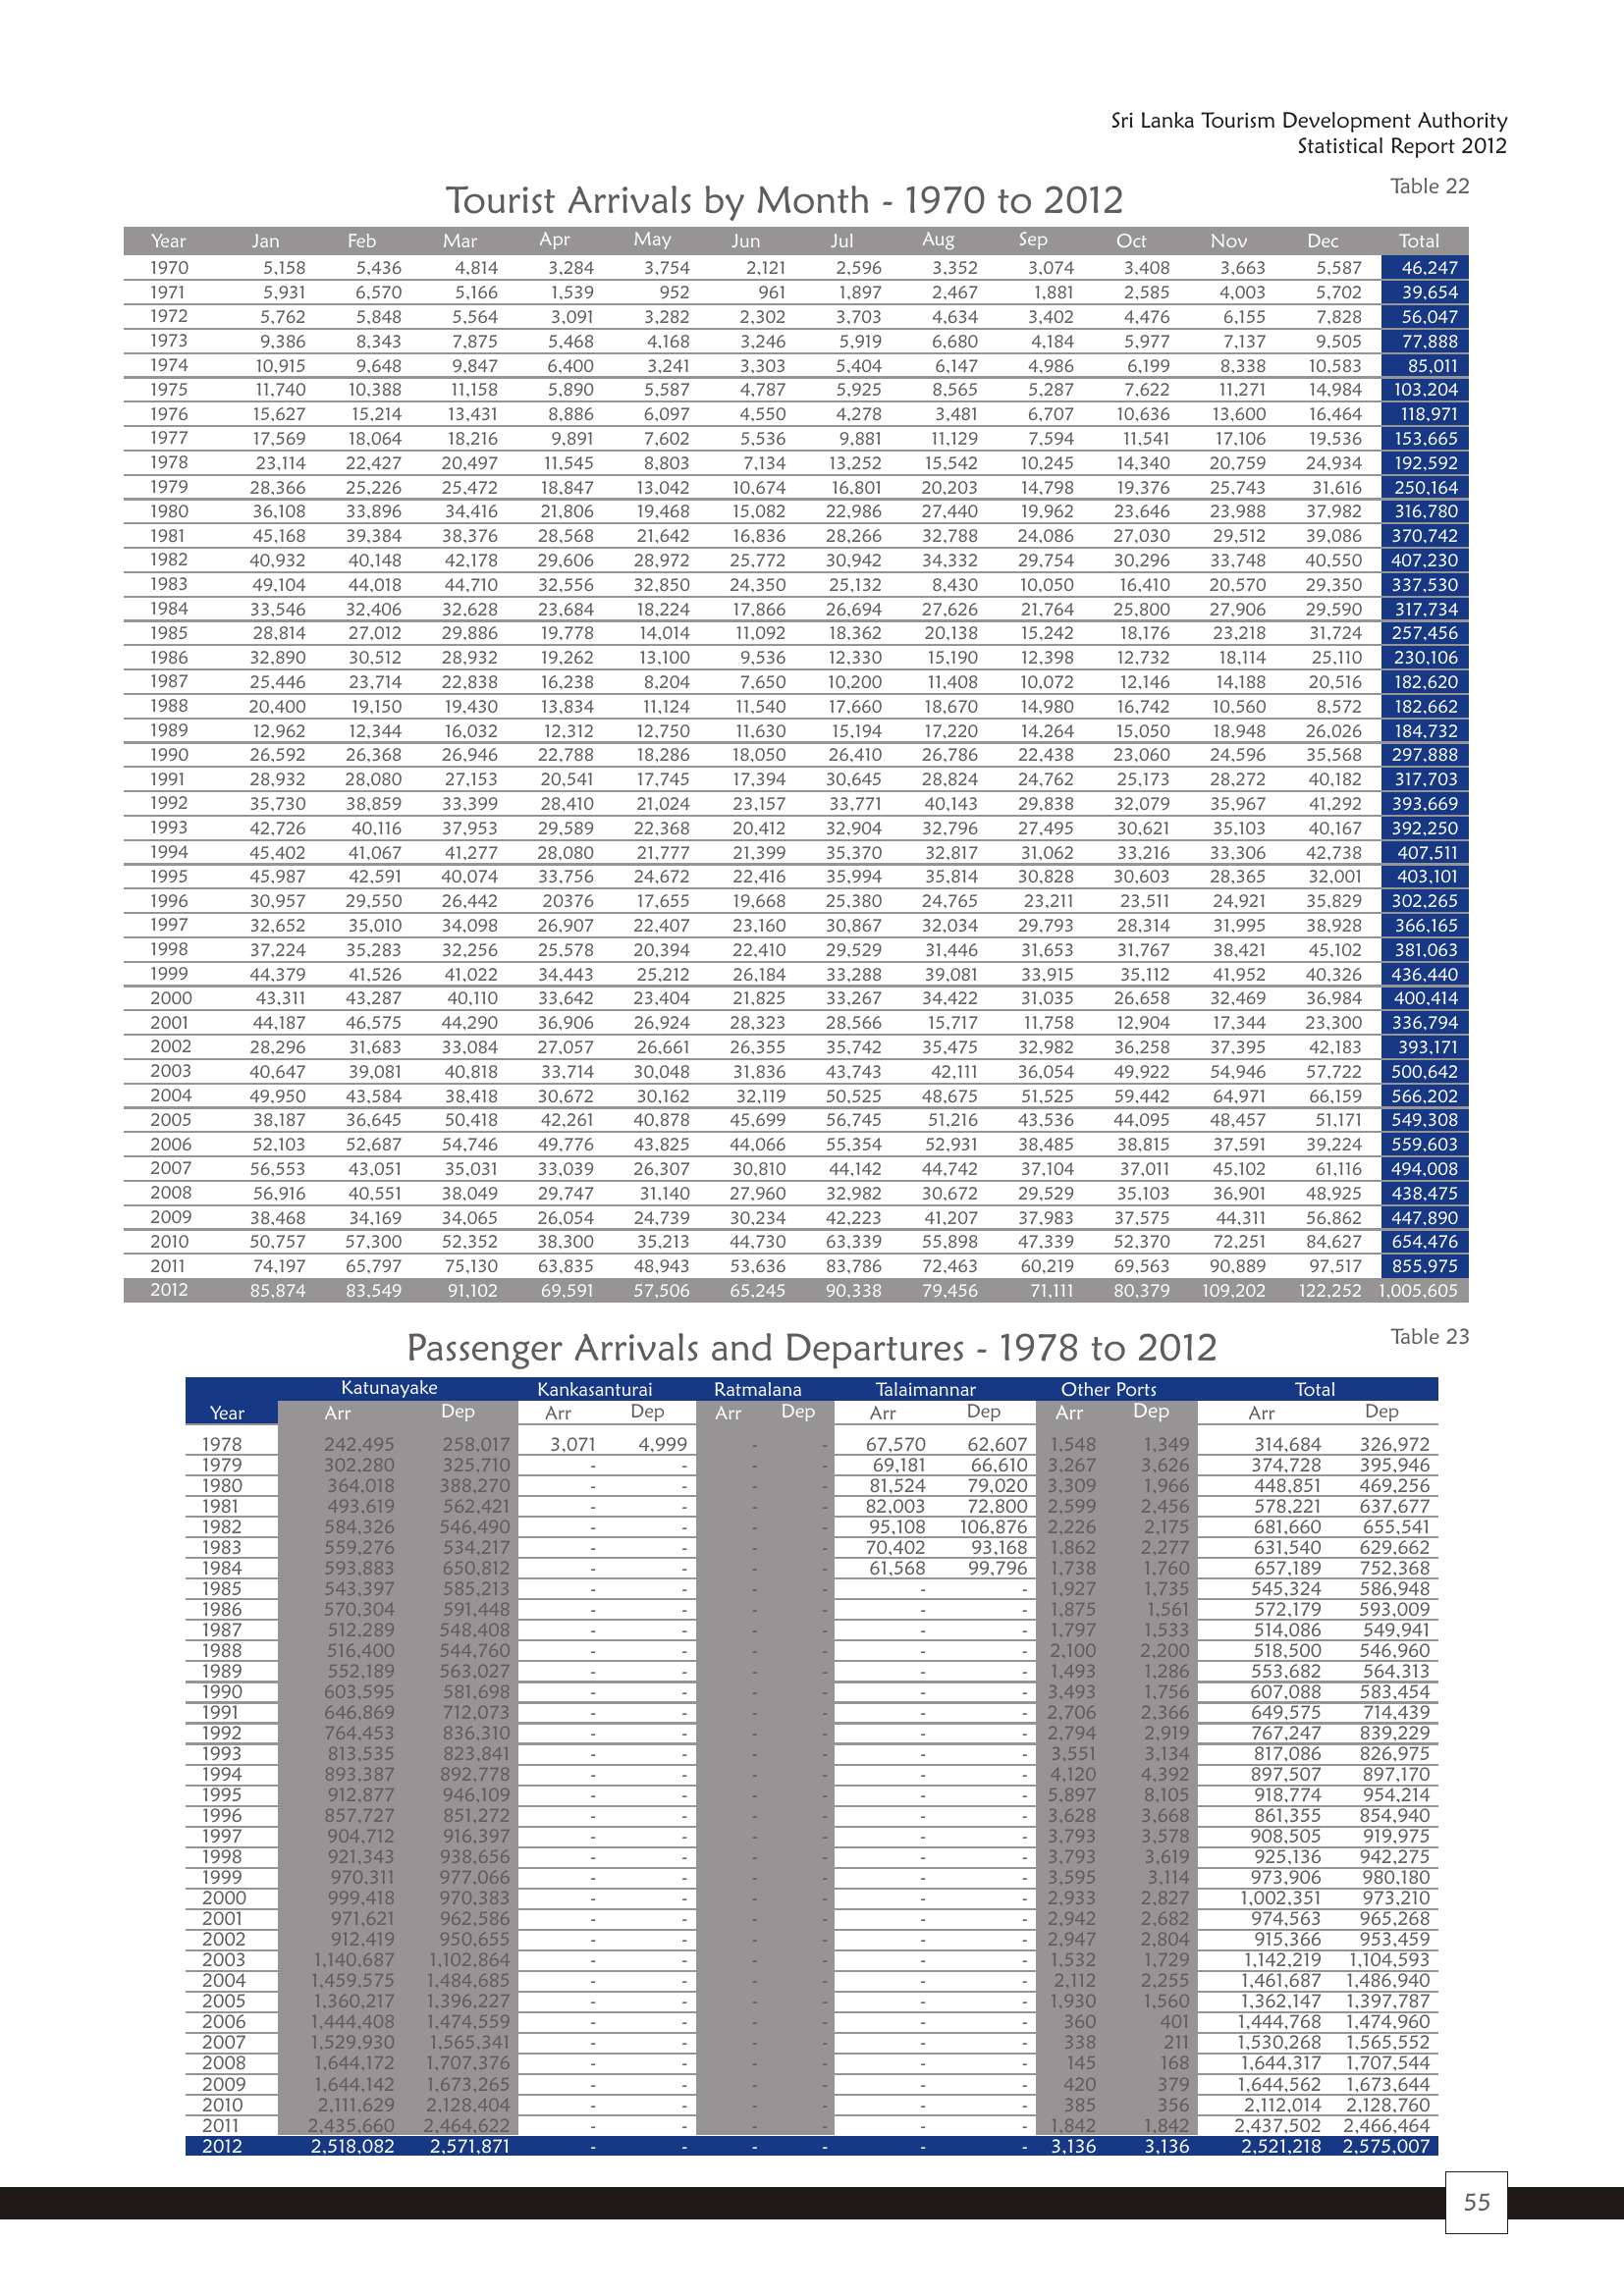 Sri Lanka Tourism Development Authority
Statistical Report 2012
Table 22
Tourist Arrivals by Month - 1970 to 2012
Year Jan Feb Mar Apr May Jun Jul Aug Sep Oct Nov Dec Total
1970 5,158 5,436 4,814 3,284 3,754 2,121 2,596 3,352 3,074 3,408 3,663 5,587 46,247
1971 5,931 6,570 5,166 1,539 952 961 1,897 2,467 1,881 2,585 4,003 5,702 39,654
1972 5,762 5,848 5,564 3,091 3,282 2,302 3,703 4,634 3,402 4,476 6,155 7,828 56,047
1973 9,386 8,343 7,875 5,468 4,168 3,246 5,919 6,680 4,184 5,977 7,137 9,505 77,888
1974 10,915 9,648 9,847 6,400 3,241 3,303 5,404 6,147 4,986 6,199 8,338 10,583 85,011
1975 11,740 10,388 11,158 5,890 5,587 4,787 5,925 8,565 5,287 7,622 11,271 14,984 103,204
1976 15,627 15,214 13,431 8,886 6,097 4,550 4,278 3,481 6,707 10,636 13,600 16,464 118,971
1977 17,569 18,064 18,216 9,891 7,602 5,536 9,881 11,129 7,594 11,541 17,106 19,536 153,665
1978 23,114 22,427 20,497 11,545 8,803 7,134 13,252 15,542 10,245 14,340 20,759 24,934 192,592
1979 28,366 25,226 25,472 18,847 13,042 10,674 16,801 20,203 14,798 19,376 25,743 31,616 250,164
1980 36,108 33,896 34,416 21,806 19,468 15,082 22,986 27,440 19,962 23,646 23,988 37,982 316,780
1981 45,168 39,384 38,376 28,568 21,642 16,836 28,266 32,788 24,086 27,030 29,512 39,086 370,742
1982 40,932 40,148 42,178 29,606 28,972 25,772 30,942 34,332 29,754 30,296 33,748 40,550 407,230
1983 49,104 44,018 44,710 32,556 32,850 24,350 25,132 8,430 10,050 16,410 20,570 29,350 337,530
1984 33,546 32,406 32,628 23,684 18,224 17,866 26,694 27,626 21,764 25,800 27,906 29,590 317,734
1985 28,814 27,012 29,886 19,778 14,014 11,092 18,362 20,138 15,242 18,176 23,218 31,724 257,456
1986 32,890 30,512 28,932 19,262 13,100 9,536 12,330 15,190 12,398 12,732 18,114 25,110 230,106
1987 25,446 23,714 22,838 16,238 8,204 7,650 10,200 11,408 10,072 12,146 14,188 20,516 182,620
1988 20,400 19,150 19,430 13,834 11,124 11,540 17,660 18,670 14,980 16,742 10,560 8,572 182,662
1989 12,962 12,344 16,032 12,312 12,750 11,630 15,194 17,220 14,264 15,050 18,948 26,026 184,732
1990 26,592 26,368 26,946 22,788 18,286 18,050 26,410 26,786 22,438 23,060 24,596 35,568 297,888
1991 28,932 28,080 27,153 20,541 17,745 17,394 30,645 28,824 24,762 25,173 28,272 40,182 317,703
1992 35,730 38,859 33,399 28,410 21,024 23,157 33,771 40,143 29,838 32,079 35,967 41,292 393,669
1993 42,726 40,116 37,953 29,589 22,368 20,412 32,904 32,796 27,495 30,621 35,103 40,167 392,250
1994 45,402 41,067 41,277 28,080 21,777 21,399 35,370 32,817 31,062 33,216 33,306 42,738 407,511
1995 45,987 42,591 40,074 33,756 24,672 22,416 35,994 35,814 30,828 30,603 28,365 32,001 403,101
1996 30,957 29,550 26,442 20376 17,655 19,668 25,380 24,765 23,211 23,511 24,921 35,829 302,265
1997 32,652 35,010 34,098 26,907 22,407 23,160 30,867 32,034 29,793 28,314 31,995 38,928 366,165
1998 37,224 35,283 32,256 25,578 20,394 22,410 29,529 31,446 31,653 31,767 38,421 45,102 381,063
1999 44,379 41,526 41,022 34,443 25,212 26,184 33,288 39,081 33,915 35,112 41,952 40,326 436,440
2000 43,311 43,287 40,110 33,642 23,404 21,825 33,267 34,422 31,035 26,658 32,469 36,984 400,414
2001 44,187 46,575 44,290 36,906 26,924 28,323 28,566 15,717 11,758 12,904 17,344 23,300 336,794
2002 28,296 31,683 33,084 27,057 26,661 26,355 35,742 35,475 32,982 36,258 37,395 42,183 393,171
2003 40,647 39,081 40,818 33,714 30,048 31,836 43,743 42,111 36,054 49,922 54,946 57,722 500,642
2004 49,950 43,584 38,418 30,672 30,162 32,119 50,525 48,675 51,525 59,442 64,971 66,159 566,202
2005 38,187 36,645 50,418 42,261 40,878 45,699 56,745 51,216 43,536 44,095 48,457 51,171 549,308
2006 52,103 52,687 54,746 49,776 43,825 44,066 55,354 52,931 38,485 38,815 37,591 39,224 559,603
2007 56,553 43,051 35,031 33,039 26,307 30,810 44,142 44,742 37,104 37,011 45,102 61,116 494,008
2008 56,916 40,551 38,049 29,747 31,140 27,960 32,982 30,672 29,529 35,103 36,901 48,925 438,475
2009 38,468 34,169 34,065 26,054 24,739 30,234 42,223 41,207 37,983 37,575 44,311 56,862 447,890
2010 50,757 57,300 52,352 38,300 35,213 44,730 63,339 55,898 47,339 52,370 72,251 84,627 654,476
2011 74,197 65,797 75,130 63,835 48,943 53,636 83,786 72,463 60,219 69,563 90,889 97,517 855,975
2012 85,874 83,549 91,102 69,591 57,506 65,245 90,338 79,456 71,111 80,379 109,202 122,252 1,005,605
Table 23
Passenger Arrivals and Departures - 1978 to 2012
Katunayake Kankasanturai Ratmalana Talaimannar Other Ports Total
Year Arr Dep Arr Dep Arr Dep Arr Dep Arr Dep Arr Dep
1978 242,495 258,017 3,071 4,999 - - 67,570 62,607 1,548 1,349 314,684 326,972
1979 302,280 325,710 - - - - 69,181 66,610 3,267 3,626 374,728 395,946
1980 364,018 388,270 - - - - 81,524 79,020 3,309 1,966 448,851 469,256
1981 493,619 562,421 - - - - 82,003 72,800 2,599 2,456 578,221 637,677
1982 584,326 546,490 - - - - 95,108 106,876 2,226 2,175 681,660 655,541
1983 559,276 534,217 - - - - 70,402 93,168 1,862 2,277 631,540 629,662
1984 593,883 650,812 - - - - 61,568 99,796 1,738 1,760 657,189 752,368
1985 543,397 585,213 - - - - - - 1,927 1,735 545,324 586,948
1986 570,304 591,448 - - - - - - 1,875 1,561 572,179 593,009
1987 512,289 548,408 - - - - - - 1,797 1,533 514,086 549,941
1988 516,400 544,760 - - - - - - 2,100 2,200 518,500 546,960
1989 552,189 563,027 - - - - - - 1,493 1,286 553,682 564,313
1990 603,595 581,698 - - - - - - 3,493 1,756 607,088 583,454
1991 646,869 712,073 - - - - - - 2,706 2,366 649,575 714,439
1992 764,453 836,310 - - - - - - 2,794 2,919 767,247 839,229
1993 813,535 823,841 - - - - - - 3,551 3,134 817,086 826,975
1994 893,387 892,778 - - - - - - 4,120 4,392 897,507 897,170
1995 912,877 946,109 - - - - - - 5,897 8,105 918,774 954,214
1996 857,727 851,272 - - - - - - 3,628 3,668 861,355 854,940
1997 904,712 916,397 - - - - - - 3,793 3,578 908,505 919,975
1998 921,343 938,656 - - - - - - 3,793 3,619 925,136 942,275
1999 970,311 977,066 - - - - - - 3,595 3,114 973,906 980,180
2000 999,418 970,383 - - - - - - 2,933 2,827 1,002,351 973,210
2001 971,621 962,586 - - - - - - 2,942 2,682 974,563 965,268
2002 912,419 950,655 - - - - - - 2,947 2,804 915,366 953,459
2003 1,140,687 1,102,864 - - - - - - 1,532 1,729 1,142,219 1,104,593
2004 1,459,575 1,484,685 - - - - - - 2,112 2,255 1,461,687 1,486,940
2005 1,360,217 1,396,227 - - - - - - 1,930 1,560 1,362,147 1,397,787
2006 1,444,408 1,474,559 - - - - - - 360 401 1,444,768 1,474,960
2007 1,529,930 1,565,341 - - - - - - 338 211 1,530,268 1,565,552
2008 1,644,172 1,707,376 - - - - - - 145 168 1,644,317 1,707,544
2009 1,644,142 1,673,265 - - - - - - 420 379 1,644,562 1,673,644
2010 2,111,629 2,128,404 - - - - - - 385 356 2,112,014 2,128,760
2011 2,435,660 2,464,622 - - - - - - 1,842 1,842 2,437,502 2,466,464
2012 2,518,082 2,571,871 - - - - - - 3,136 3,136 2,521,218 2,575,007
55